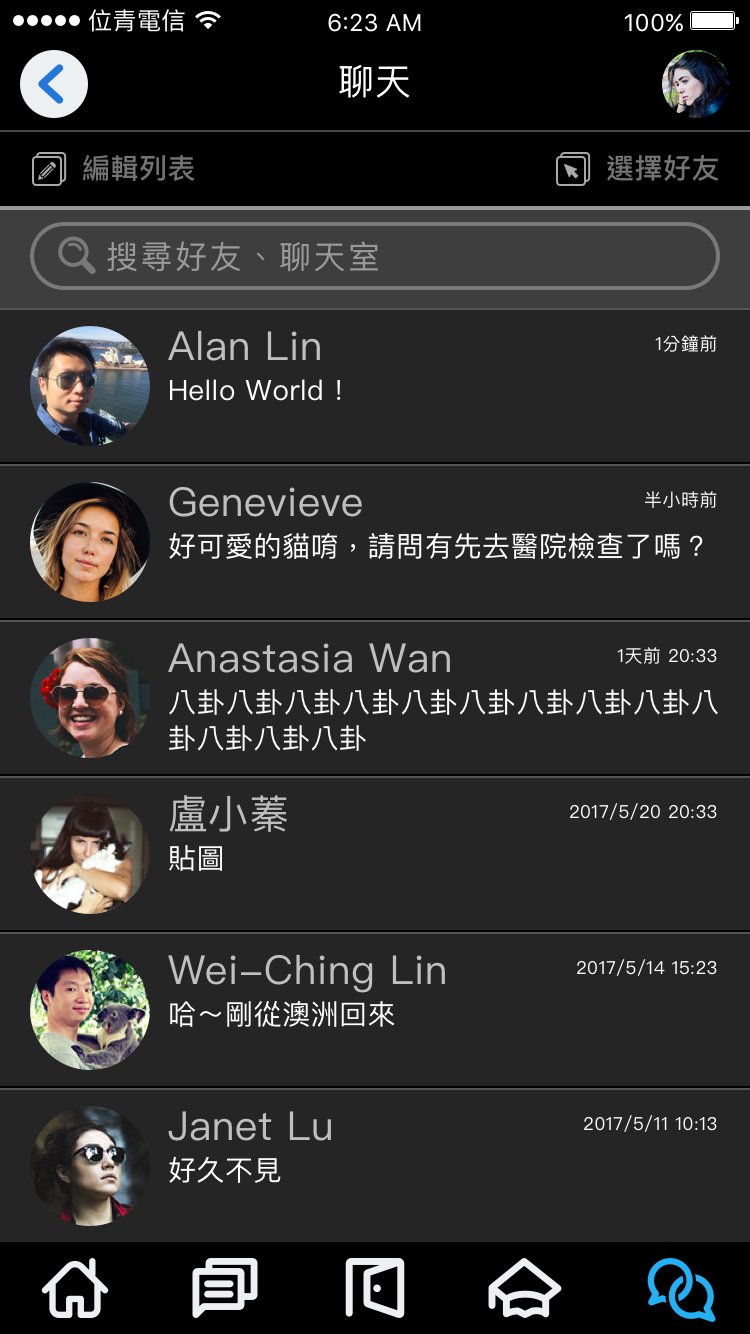 位青電信 6:23 AM 100%
聊天
編輯列表 選擇好友
搜尋好友、聊天室
Alan Lin 1分鐘前
Hello World！
Genevieve 半小時前
好可愛的貓唷，請問有先去醫院檢查了嗎？
Anastasia Wan 1天前 20:33
八卦八卦八卦八卦八卦八卦八卦八卦八卦八
卦八卦八卦八卦
盧小蓁 2017/5/20 20:33
貼圖
Wei–Ching Lin 2017/5/14 15:23
哈～剛從澳洲回來
Janet Lu 2017/5/11 10:13
好久不見